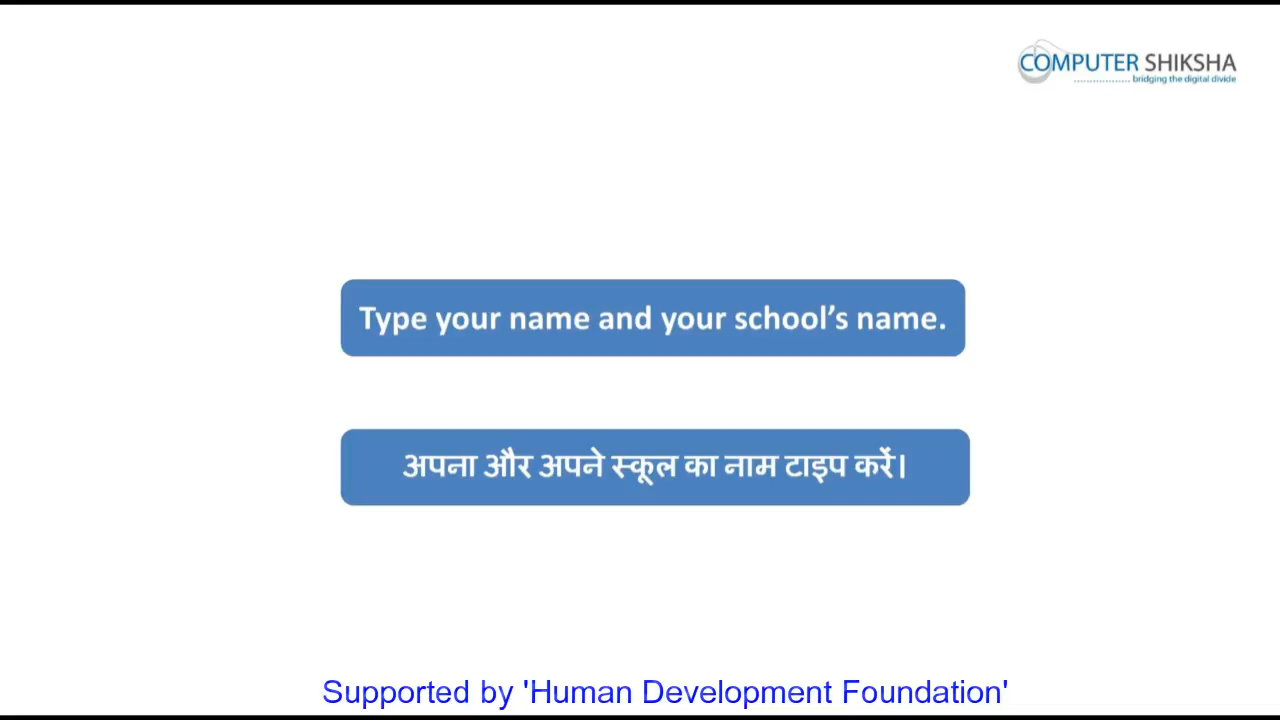 COMPUTER SHIKSHA
bridging the digital divide
Type your name and your school’s name.
अपना और अपने स्कूल का नाम टाइप करें।
Supported by 'Human Development Foundation'